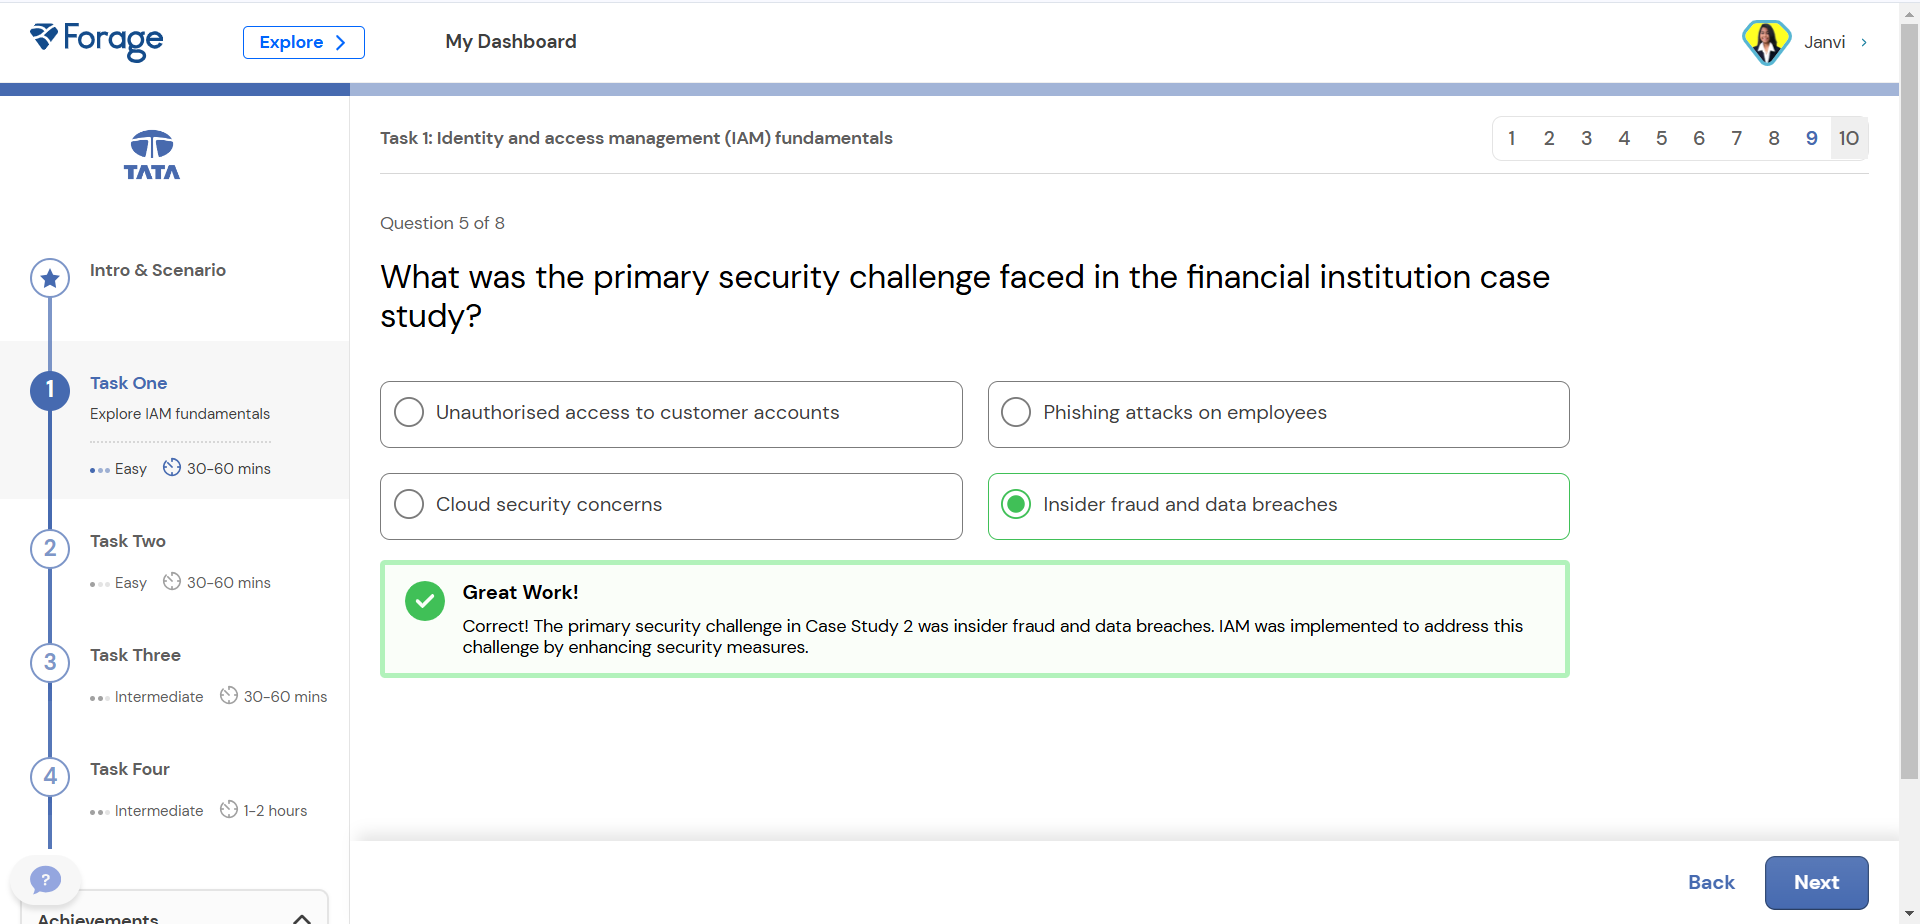 Forage
Explore
My Dashboard
Janvi
TATA
Task 1: Identity and access management (IAM) fundamentals
1 2 3 4 5 6 7 8 9 10
Intro & Scenario
1
Task One
Explore IAM fundamentals
Easy 30-60 mins
2
Task Two
Easy 30-60 mins
3
Task Three
Intermediate 30-60 mins
4
Task Four
Intermediate 1-2 hours
?
Achievements
Question 5 of 8
What was the primary security challenge faced in the financial institution case
study?
Unauthorised access to customer accounts
Phishing attacks on employees
Cloud security concerns
Insider fraud and data breaches
Great Work!
Correct! The primary security challenge in Case Study 2 was insider fraud and data breaches. IAM was implemented to address this
challenge by enhancing security measures.
Back
Next